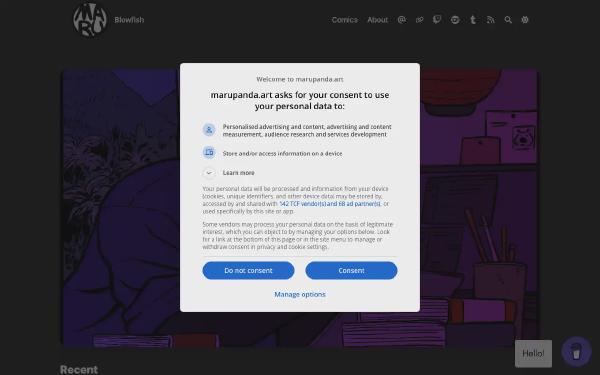 MARU
Blowfish
Comics
About
Welcome to marupanda.art
marupanda.art asks for your consent to use
your personal data to:
Personalised advertising and content, advertising and content
measurement, audience research and services development
Store and/or access information on a device
Learn more
Your personal data will be processed and information from your device
(cookies, unique identifiers, and other device data) may be stored by,
accessed by and shared with 142 TCF vendor(s) and 68 ad partner(s), or
used specifically by this site or app.
Some vendors may process your personal data on the basis of legitimate
interest, which you can object to by managing your options below. Look
for a link at the bottom of this page or in the site menu to manage or
withdraw consent in privacy and cookie settings.
Do not consent
Consent
Manage options
Hello!
Recent